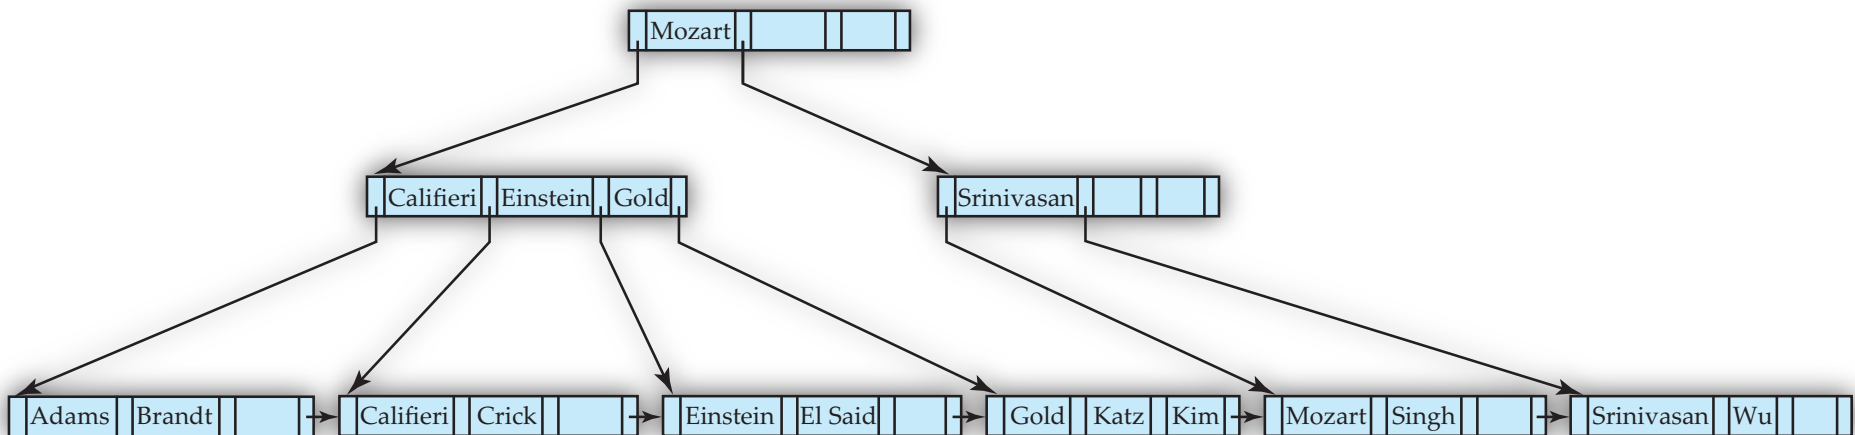 Mozart
Califieri Einstein Gold Srinivasan
Adams Brandt Califieri Crick Einstein El Said Gold Katz Kim Mozart Singh Srinivasan Wu